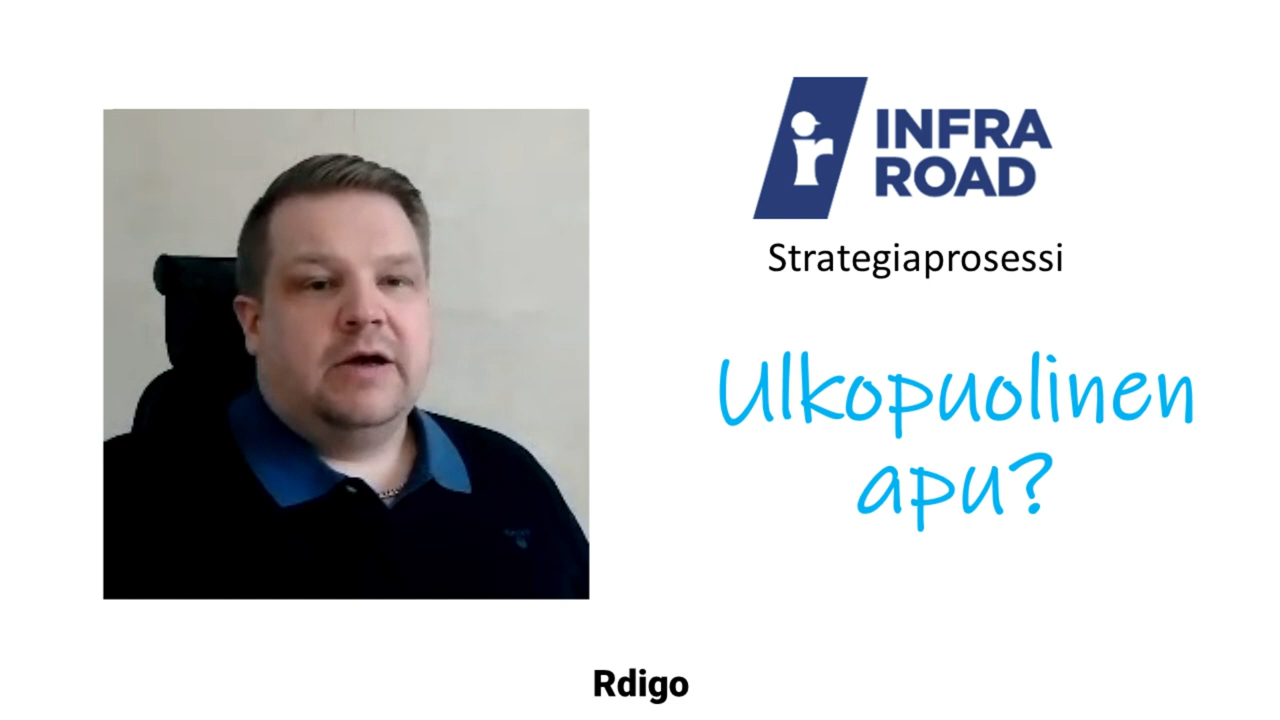 INFRA
ROAD
Strategiaprosessi
Ulkopuolinen
apu?
Rdigo